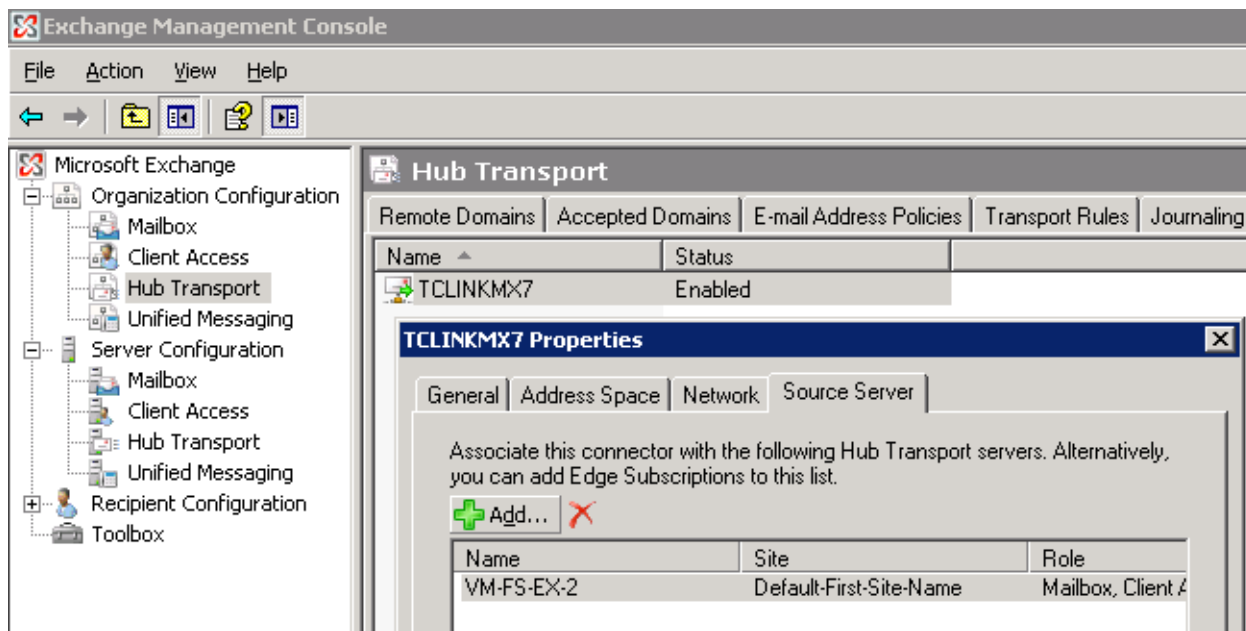 Exchange Management Console
File Action View Help
Microsoft Exchange
Organization Configuration
Mailbox
Client Access
Hub Transport
Unified Messaging
Server Configuration
Mailbox
Client Access
Hub Transport
Unified Messaging
Recipient Configuration
Toolbox
Hub Transport
Remote Domains Accepted Domains E-mail Address Policies Transport Rules Journaling
Name Status
TCLINKMX7 Enabled
TCLINKMX7 Properties
General Address Space Network Source Server
Associate this connector with the following Hub Transport servers. Alternatively,
you can add Edge Subscriptions to this list.
Add...
Name Site Role
VM-FS-EX-2 Default-First-Site-Name Mailbox, Client A